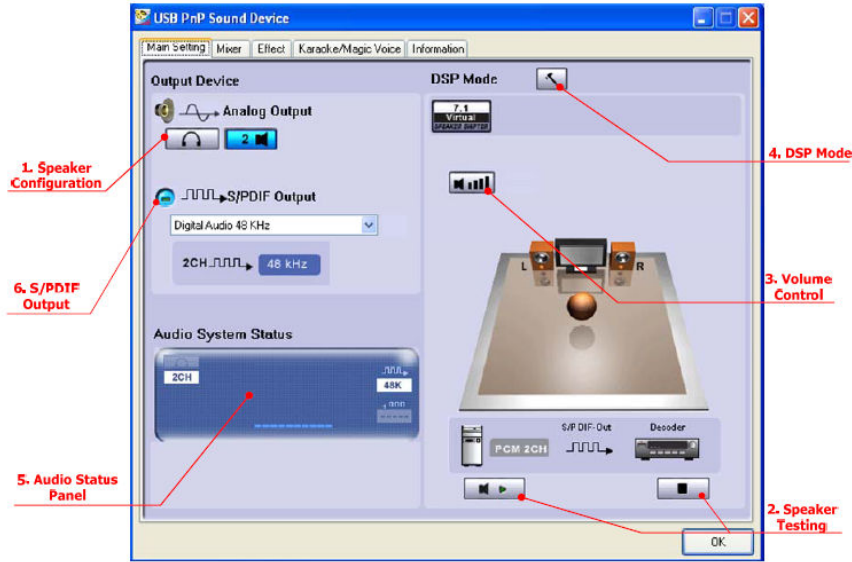 USB PnP Sound Device
Main Setting Mixer Effect Karaoke/Magic Voice Information
Output Device
DSP Mode
Analog Output
7.1
Virtual
SPEAKER SHIFTER
2
1. Speaker
Configuration
4. DSP Mode
S/PDIF Output
Digital Audio 48 KHz
2CH 48 kHz
6. S/PDIF
Output
L R
3. Volume
Control
Audio System Status
2CH
48K
-----
S/PDIF-Out Decoder
PCM 2CH
5. Audio Status
Panel
2. Speaker
Testing
OK